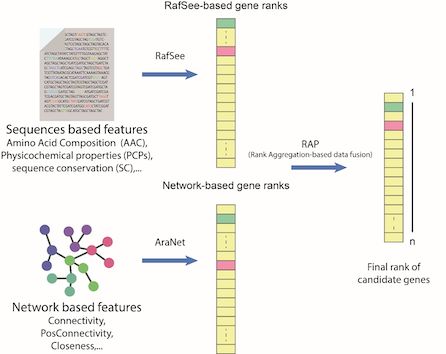 RafSee-based gene ranks
RafSee
Sequences based features
Amino Acid Composition (AAC),
Physicochemical properties (PCPs),
sequence conservation (SC),...
RAP
(Rank Aggregation-based data fusion)
1
n
Final rank of
candidate genes
Network-based gene ranks
AraNet
Network based features
Connectivity,
PosConnectivity,
Closeness,...